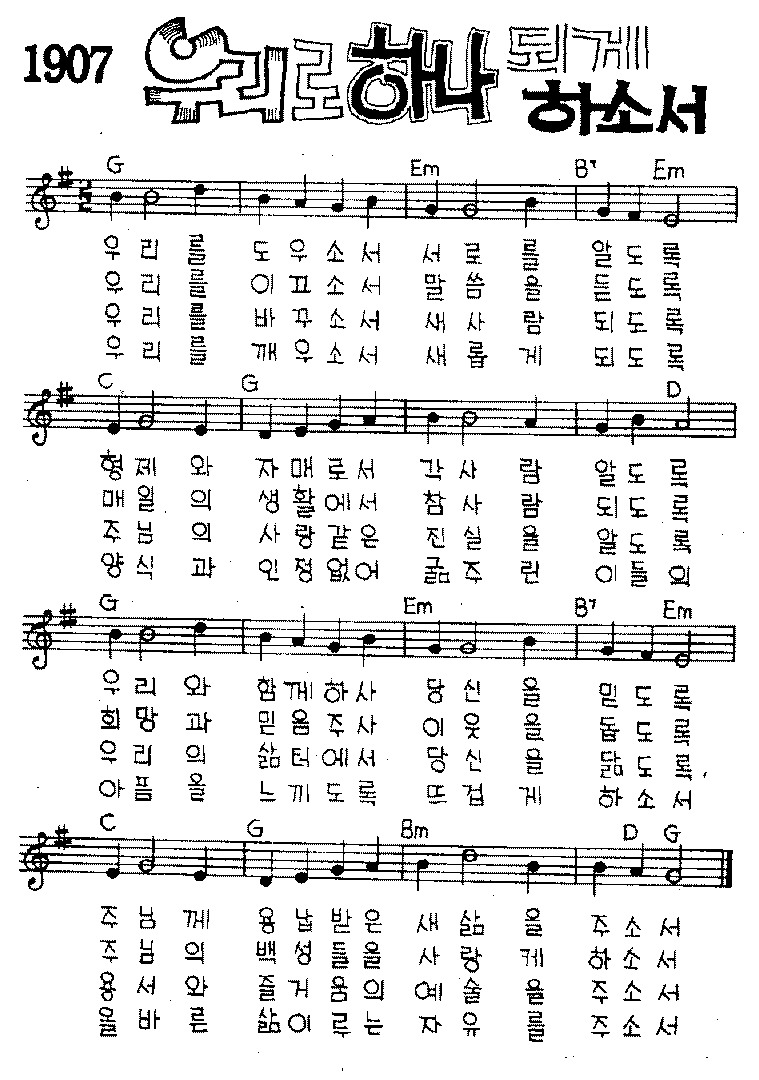 1907 우리로 하나 되게
하소서
G Em B7 Em
우 리 를 도 우 소 서 서 로 를 알 도 록
우 리 를 이 끄 소 서 말 씀 을 듣 도 록
우 리 를 바 꾸 소 서 새 사 람 되 도 록
우 리 를 깨 우 소 서 새 롭 게 되 도 록
C G D
형 제 와 자 매 로 서 각 사 람 알 도 록
매 일 의 생 활 에 서 참 사 람 되 도 록
주 님 의 사 랑 같 은 진 실 을 알 도 록
양 식 과 인 정 없 어 굶 주 린 이 들 의
G Em B7 Em
우 리 와 함 께 하 사 당 신 을 믿 도 록
희 망 과 믿 음 주 사 이 웃 을 돕 도 록
우 리 의 삶 터 에 서 당 신 을 닮 도 록
아 픔 을 느 끼 도 록 뜨 겁 게 하 소 서
C G Bm D G
주 님 께 용 납 받 은 새 삶 을 주 소 서
주 님 의 백 성 들 을 사 랑 케 하 소 서
용 서 와 즐 거 움 의 예 술 을 주 소 서
올 바 른 삶 이 루 는 자 유 를 주 소 서